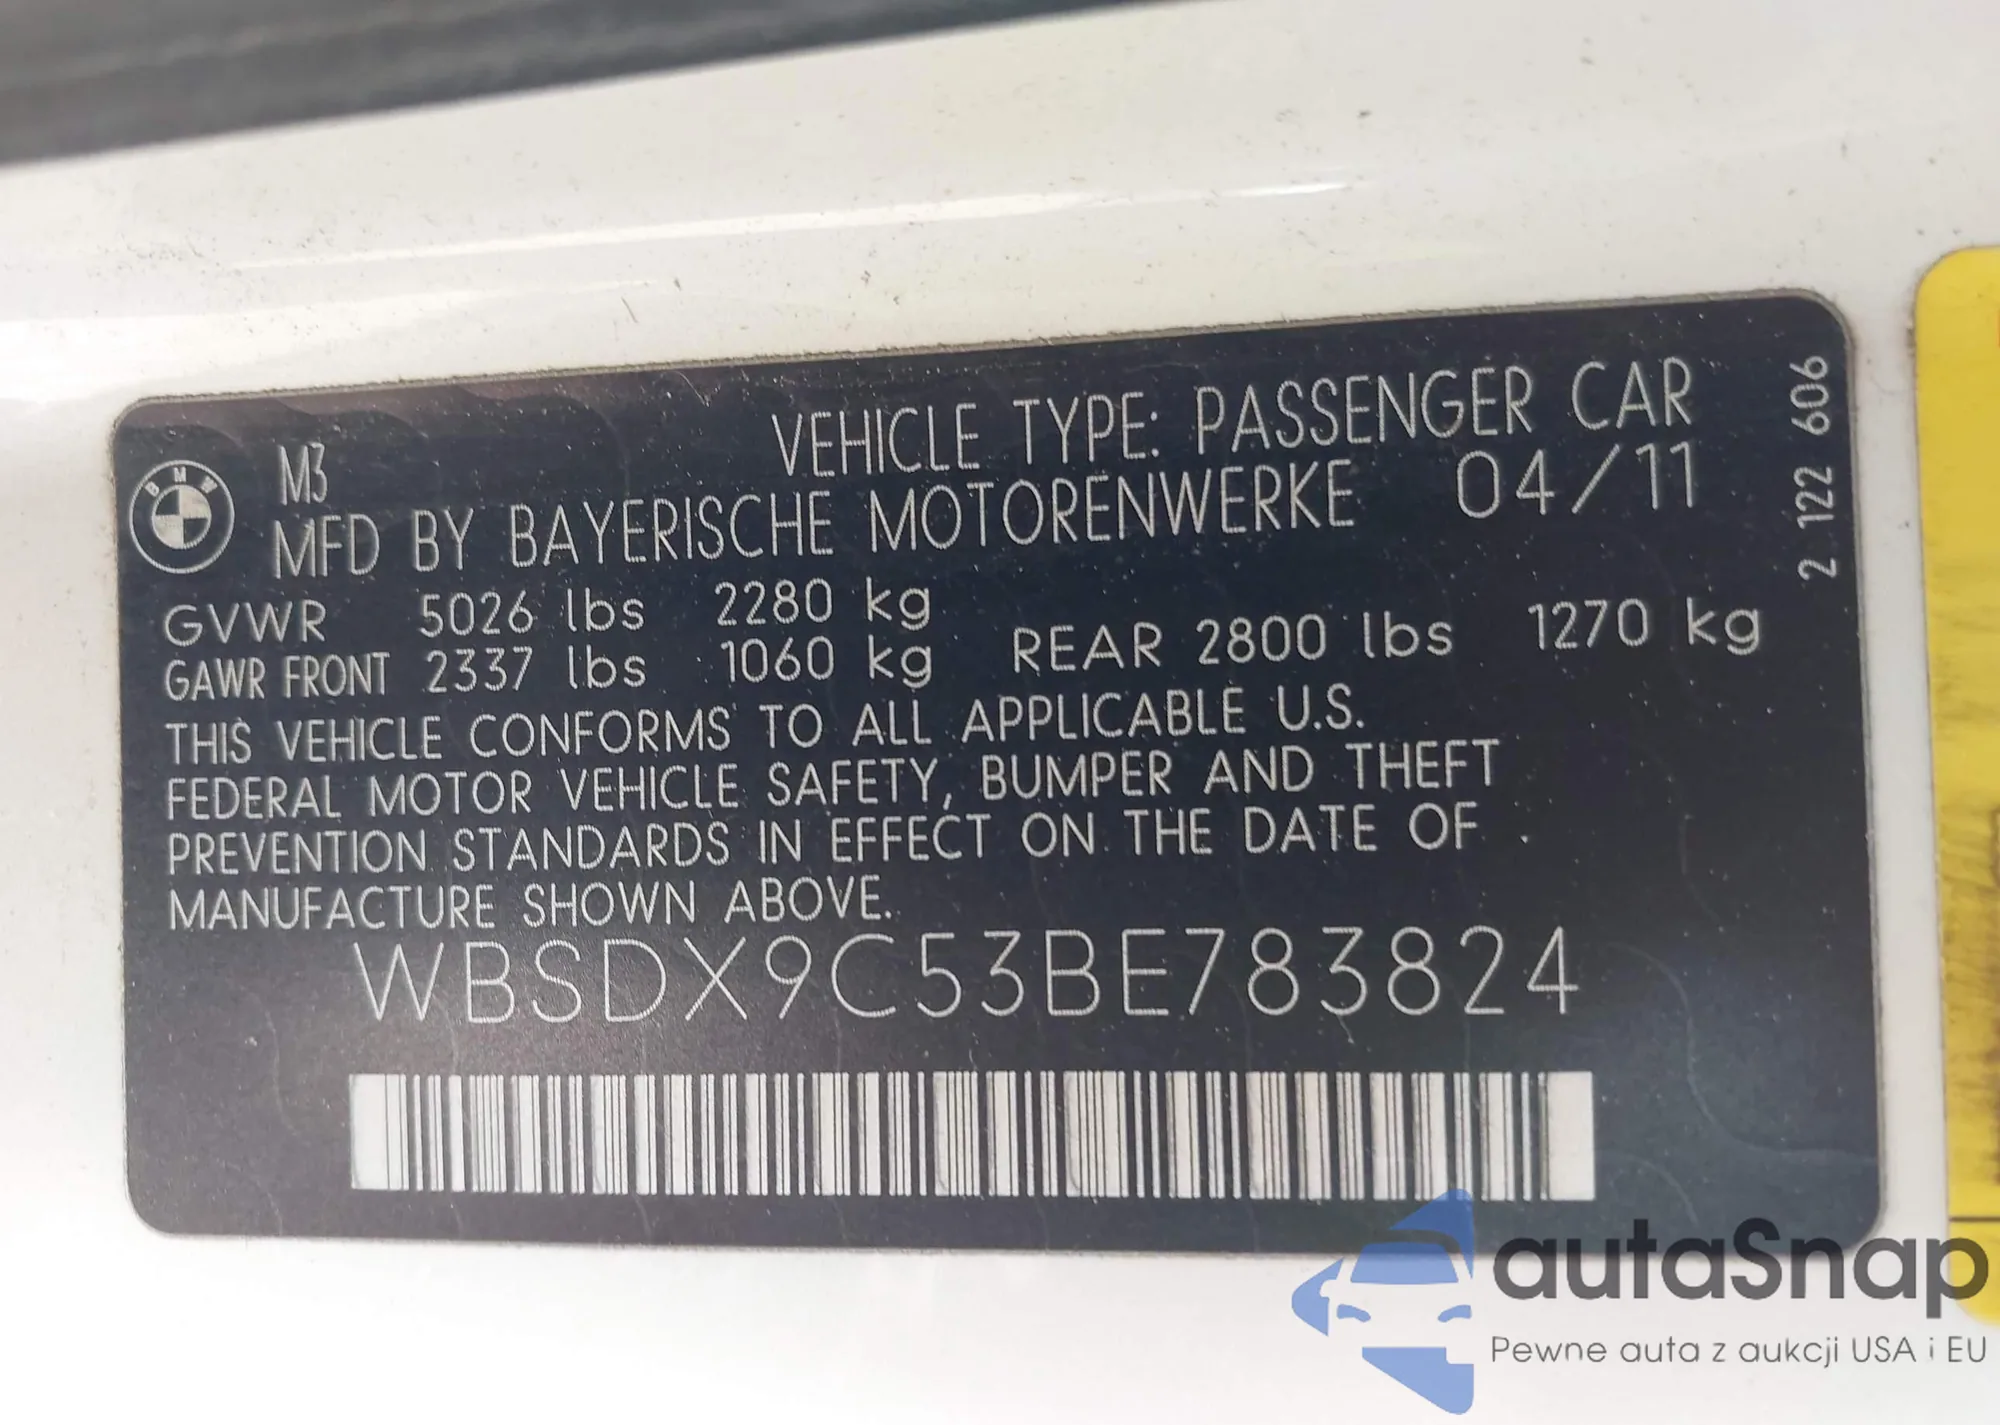 BMW
M3
VEHICLE TYPE: PASSENGER CAR
MFD BY BAYERISCHE MOTORENWERKE 04/11
GVWR 5026 lbs 2280 kg
GAWR FRONT 2337 lbs 1060 kg REAR 2800 lbs 1270 kg
THIS VEHICLE CONFORMS TO ALL APPLICABLE U.S.
FEDERAL MOTOR VEHICLE SAFETY, BUMPER AND THEFT
PREVENTION STANDARDS IN EFFECT ON THE DATE OF
MANUFACTURE SHOWN ABOVE.
WBSDX9C53BE783824
2 122 606
autaSnap
Pewne auta z aukcji USA i EU